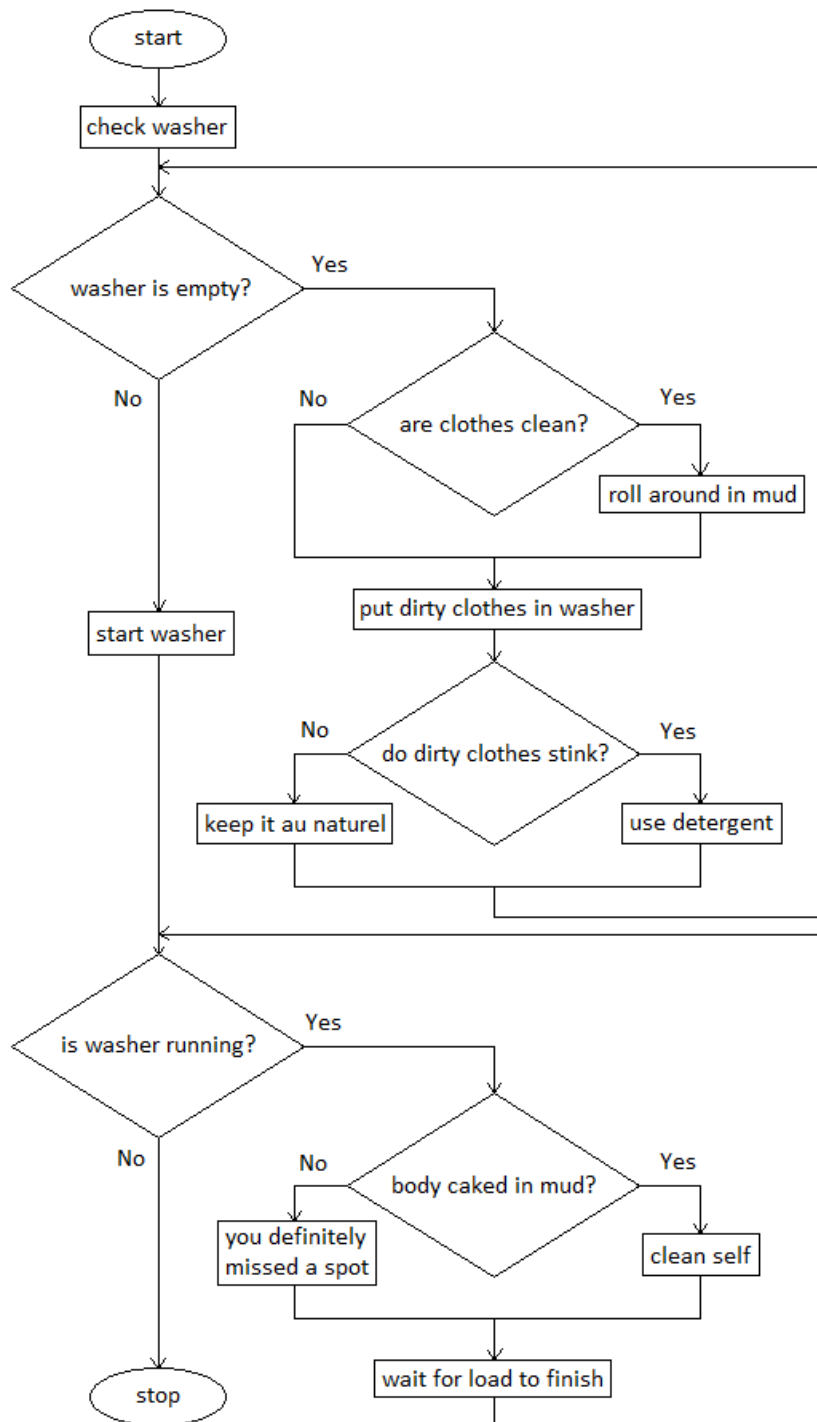 start
check washer
washer is empty?
Yes
No
are clothes clean?
No
Yes
roll around in mud
put dirty clothes in washer
start washer
do dirty clothes stink?
No
Yes
keep it au naturel
use detergent
is washer running?
Yes
No
body caked in mud?
No
Yes
you definitely
missed a spot
clean self
wait for load to finish
stop